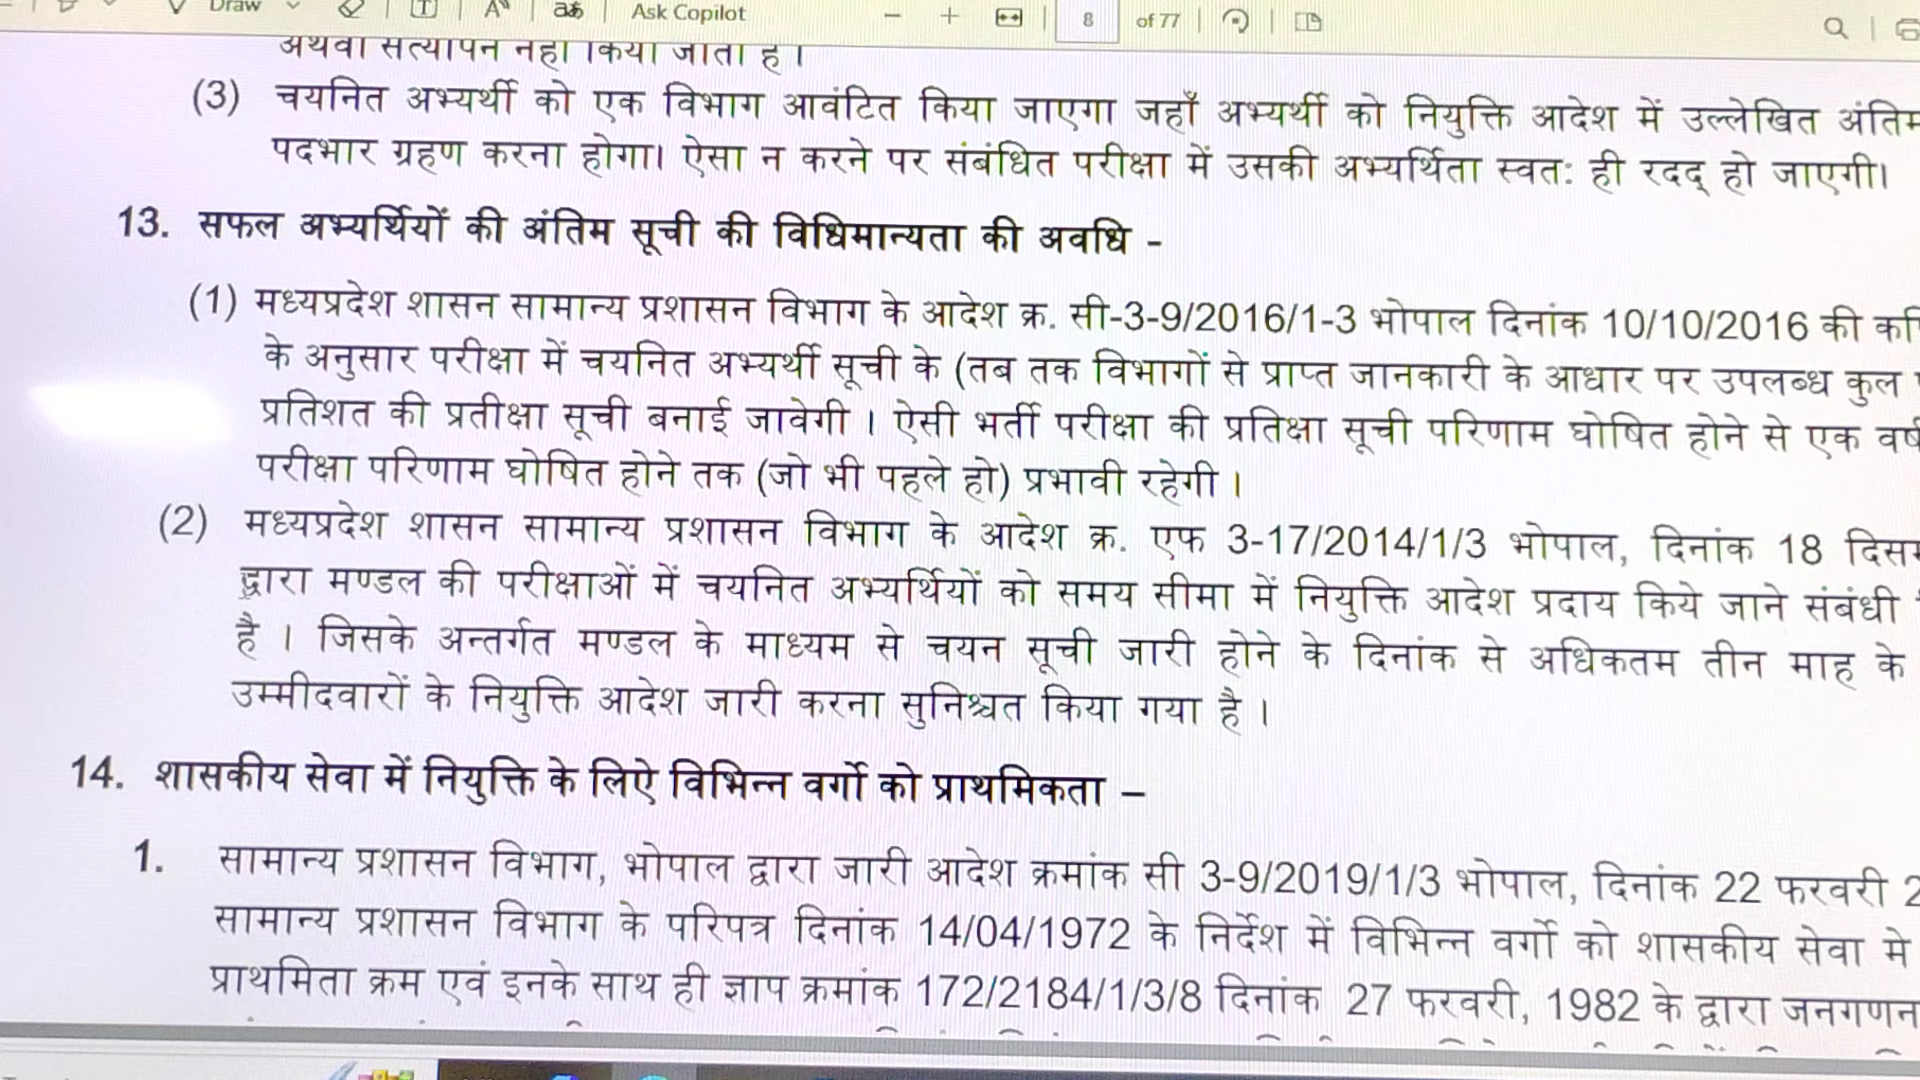 Draw
Ask Copilot
8 of 77
अथवा सत्यापन नहीं किया जाता है ।
(3) चयनित अभ्यर्थी को एक विभाग आवंटित किया जाएगा जहाँ अभ्यर्थी को नियुक्ति आदेश में उल्लेखित अंतिम
पदभार ग्रहण करना होगा। ऐसा न करने पर संबंधित परीक्षा में उसकी अभ्यर्थिता स्वतः ही रदद् हो जाएगी।
13. सफल अभ्यर्थियों की अंतिम सूची की विधिमान्यता की अवधि -
(1) मध्यप्रदेश शासन सामान्य प्रशासन विभाग के आदेश क्र. सी-3-9/2016/1-3 भोपाल दिनांक 10/10/2016 की
के अनुसार परीक्षा में चयनित अभ्यर्थी सूची के (तब तक विभागों से प्राप्त जानकारी के आधार पर उपलब्ध कुल
प्रतिशत की प्रतीक्षा सूची बनाई जावेगी । ऐसी भर्ती परीक्षा की प्रतिक्षा सूची परिणाम घोषित होने से एक वर्ष
परीक्षा परिणाम घोषित होने तक (जो भी पहले हो) प्रभावी रहेगी ।
(2) मध्यप्रदेश शासन सामान्य प्रशासन विभाग के आदेश क्र. एफ 3-17/2014/1/3 भोपाल, दिनांक 18
द्वारा मण्डल की परीक्षाओं में चयनित अभ्यर्थियों को समय सीमा में नियुक्ति आदेश प्रदाय किये जाने संबंधी
है । जिसके अन्तर्गत मण्डल के माध्यम से चयन सूची जारी होने के दिनांक से अधिकतम तीन माह के
उम्मीदवारों के नियुक्ति आदेश जारी करना सुनिश्चत किया गया है ।
14. शासकीय सेवा में नियुक्ति के लिऐ विभिन्न वर्गो को प्राथमिकता –
1. सामान्य प्रशासन विभाग, भोपाल द्वारा जारी आदेश क्रमांक सी 3-9/2019/1/3 भोपाल, दिनांक 22 फरवरी
सामान्य प्रशासन विभाग के परिपत्र दिनांक 14/04/1972 के निर्देश में विभिन्न वर्गो को शासकीय सेवा मे
प्राथमिता क्रम एवं इनके साथ ही ज्ञाप क्रमांक 172/2184/1/3/8 दिनांक 27 फरवरी, 1982 के द्वारा जनगणन